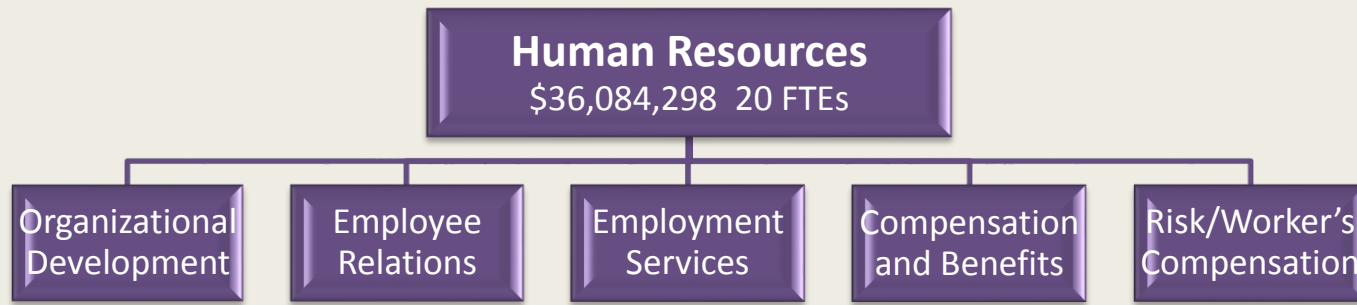 Human Resources
$36,084,298 20 FTEs
Organizational
Development
Employee
Relations
Employment
Services
Compensation
and Benefits
Risk/Worker's
Compensation